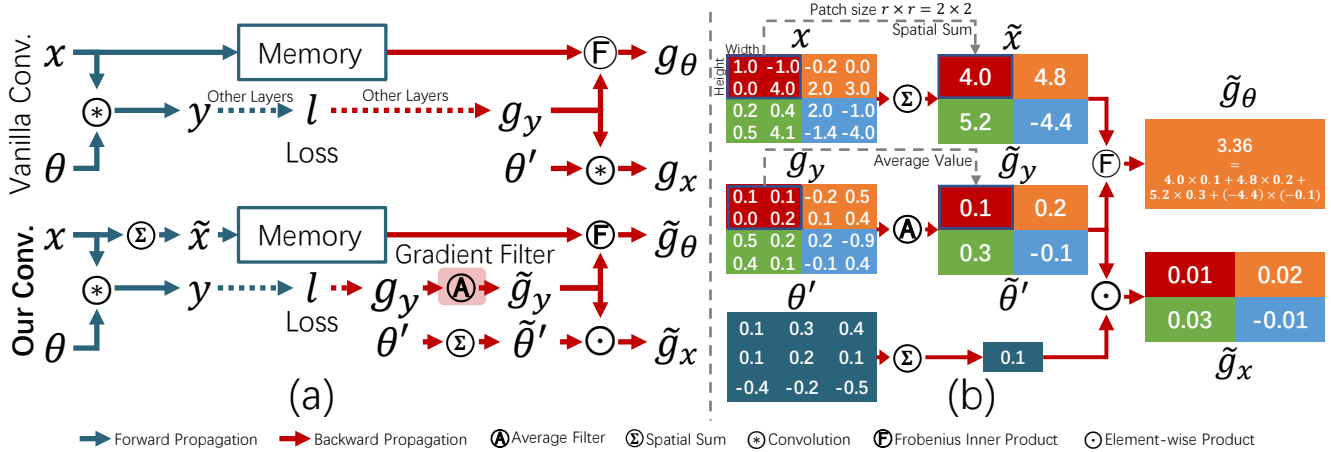 Vanilla Conv.
x
Memory
F
g_θ
Other Layers
Other Layers
*
y
l
g_y
Loss
θ
θ′
*
g_x
Our Conv.
x
Σ
x̃
Memory
F
g̃_θ
Gradient Filter
*
y
l
g_y
A
g̃_y
Loss
θ
θ′
Σ
θ̃′
g̃_x
(a)
Patch size r × r = 2 × 2
Width
x
Spatial Sum
x̃
Height
1.0 -1.0 -0.2 0.0
0.0 4.0 2.0 3.0
0.2 0.4 2.0 -1.0
0.5 4.1 -1.4 -4.0
Σ
4.0 4.8
5.2 -4.4
g_y
Average Value
g̃_y
0.1 0.1 -0.2 0.5
0.0 0.2 0.1 0.4
0.5 0.2 0.2 -0.9
0.4 0.1 -0.1 0.4
A
0.1 0.2
0.3 -0.1
F
g̃_θ
3.36
=
4.0 × 0.1 + 4.8 × 0.2 +
5.2 × 0.3 + (−4.4) × (−0.1)
θ′
θ̃′
0.1 0.3 0.4
0.1 0.2 0.1
-0.4 -0.2 -0.5
Σ
0.1
0.01 0.02
0.03 -0.01
g̃_x
(b)
Forward Propagation
Backward Propagation
A Average Filter
Σ Spatial Sum
* Convolution
F Frobenius Inner Product
⊙ Element-wise Product